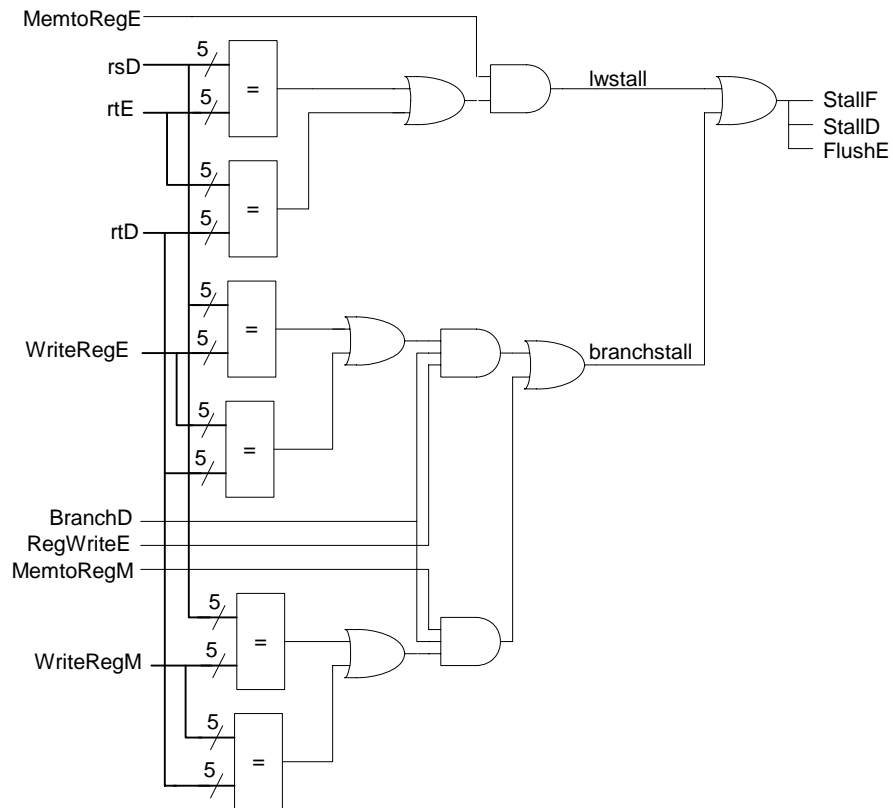 MemtoRegE
5
rsD
=
lwstall
StallF
rtE
5
StallD
5
FlushE
=
rtD
5
5
=
WriteRegE
5
branchstall
5
=
5
BranchD
RegWriteE
MemtoRegM
5
=
WriteRegM
5
5
=
5